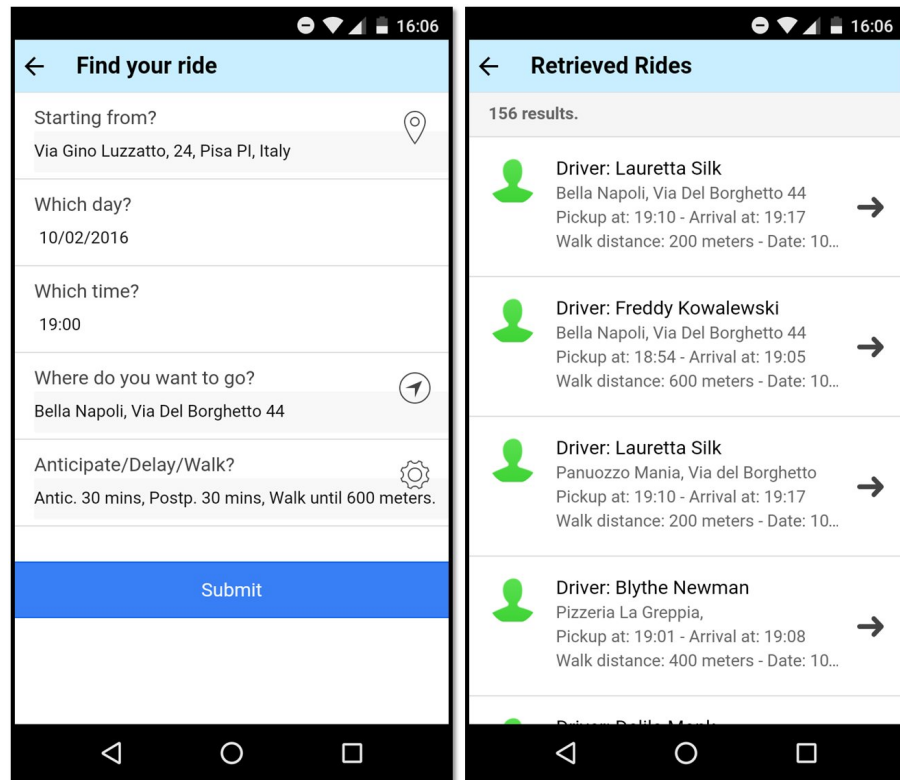 16:06
Find your ride
Starting from?
Via Gino Luzzatto, 24, Pisa PI, Italy
Which day?
10/02/2016
Which time?
19:00
Where do you want to go?
Bella Napoli, Via Del Borghetto 44
Anticipate/Delay/Walk?
Antic. 30 mins, Postp. 30 mins, Walk until 600 meters.
Submit
16:06
Retrieved Rides
156 results.
Driver: Lauretta Silk
Bella Napoli, Via Del Borghetto 44
Pickup at: 19:10 - Arrival at: 19:17
Walk distance: 200 meters - Date: 10...
Driver: Freddy Kowalewski
Bella Napoli, Via Del Borghetto 44
Pickup at: 18:54 - Arrival at: 19:05
Walk distance: 600 meters - Date: 10...
Driver: Lauretta Silk
Panuozzo Mania, Via del Borghetto
Pickup at: 19:10 - Arrival at: 19:17
Walk distance: 200 meters - Date: 10...
Driver: Blythe Newman
Pizzeria La Greppia,
Pickup at: 19:01 - Arrival at: 19:08
Walk distance: 400 meters - Date: 10...
Driver: